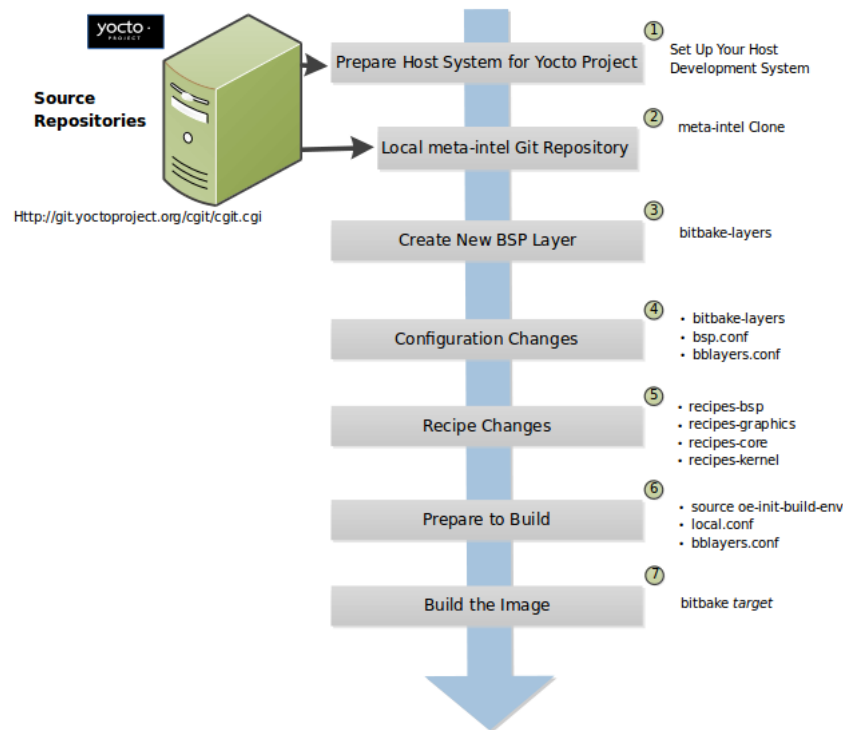 yocto ·
PROJECT
Source
Repositories
Http://git.yoctoproject.org/cgit/cgit.cgi
Prepare Host System for Yocto Project
1
Set Up Your Host
Development System
Local meta-intel Git Repository
2
meta-intel Clone
Create New BSP Layer
3
bitbake-layers
Configuration Changes
4
• bitbake-layers
• bsp.conf
• bblayers.conf
Recipe Changes
5
• recipes-bsp
• recipes-graphics
• recipes-core
• recipes-kernel
Prepare to Build
6
• source oe-init-build-env
• local.conf
• bblayers.conf
Build the Image
7
bitbake target